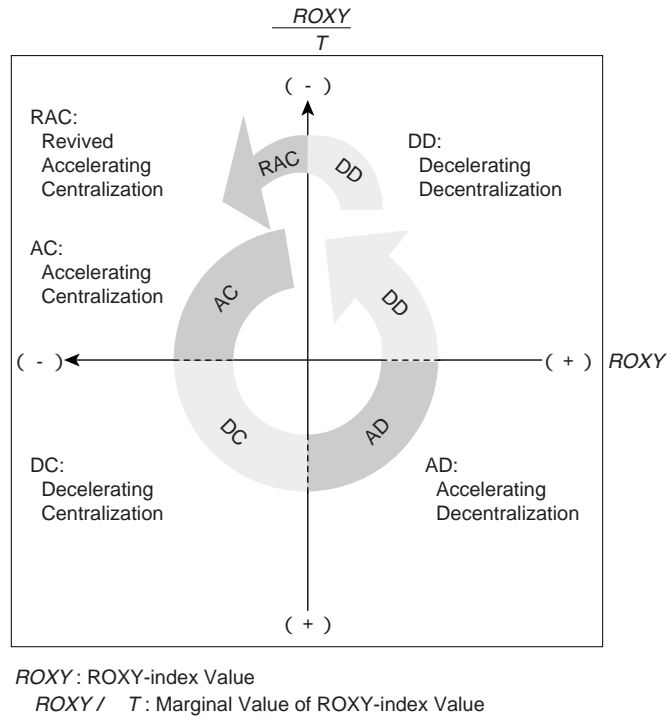 ROXY
T
( - )
RAC:
Revived
Accelerating
Centralization
DD:
Decelerating
Decentralization
RAC
DD
AC:
Accelerating
Centralization
AC
DD
( - )
( + )
ROXY
DC
AD
DC:
Decelerating
Centralization
AD:
Accelerating
Decentralization
( + )
ROXY : ROXY-index Value
ROXY / T : Marginal Value of ROXY-index Value